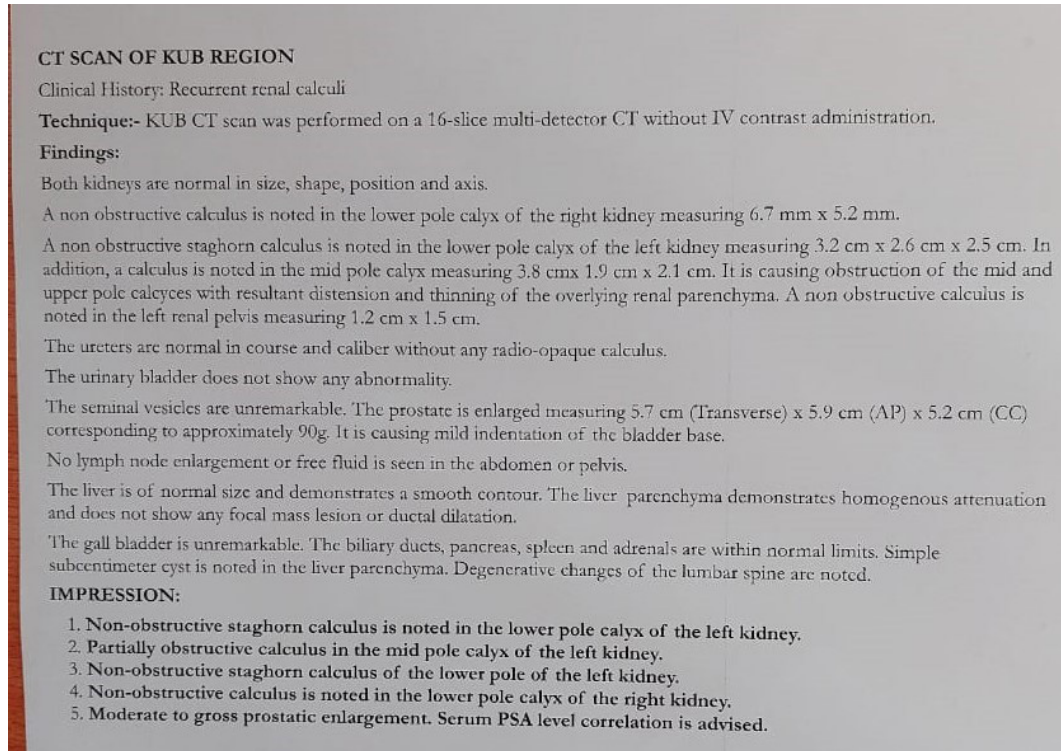 CT SCAN OF KUB REGION
Clinical History: Recurrent renal calculi
Technique:- KUB CT scan was performed on a 16-slice multi-detector CT without IV contrast administration.
Findings:
Both kidneys are normal in size, shape, position and axis.
A non obstructive calculus is noted in the lower pole calyx of the right kidney measuring 6.7 mm x 5.2 mm.
A non obstructive staghorn calculus is noted in the lower pole calyx of the left kidney measuring 3.2 cm x 2.6 cm x 2.5 cm. In
addition, a calculus is noted in the mid pole calyx measuring 3.8 cmx 1.9 cm x 2.1 cm. It is causing obstruction of the mid and
upper pole calcyces with resultant distension and thinning of the overlying renal parenchyma. A non obstructive calculus is
noted in the left renal pelvis measuring 1.2 cm x 1.5 cm.
The ureters are normal in course and caliber without any radio-opaque calculus.
The urinary bladder does not show any abnormality.
The seminal vesicles are unremarkable. The prostate is enlarged measuring 5.7 cm (Transverse) x 5.9 cm (AP) x 5.2 cm (CC)
corresponding to approximately 90g. It is causing mild indentation of the bladder base.
No lymph node enlargement or free fluid is seen in the abdomen or pelvis.
The liver is of normal size and demonstrates a smooth contour. The liver parenchyma demonstrates homogenous attenuation
and does not show any focal mass lesion or ductal dilatation.
The gall bladder is unremarkable. The biliary ducts, pancreas, spleen and adrenals are within normal limits. Simple
subcentimeter cyst is noted in the liver parenchyma. Degenerative changes of the lumbar spine are noted.
IMPRESSION:
1. Non-obstructive staghorn calculus is noted in the lower pole calyx of the left kidney.
2. Partially obstructive calculus in the mid pole calyx of the left kidney.
3. Non-obstructive staghorn calculus of the lower pole of the left kidney.
4. Non-obstructive calculus is noted in the lower pole calyx of the right kidney.
5. Moderate to gross prostatic enlargement. Serum PSA level correlation is advised.